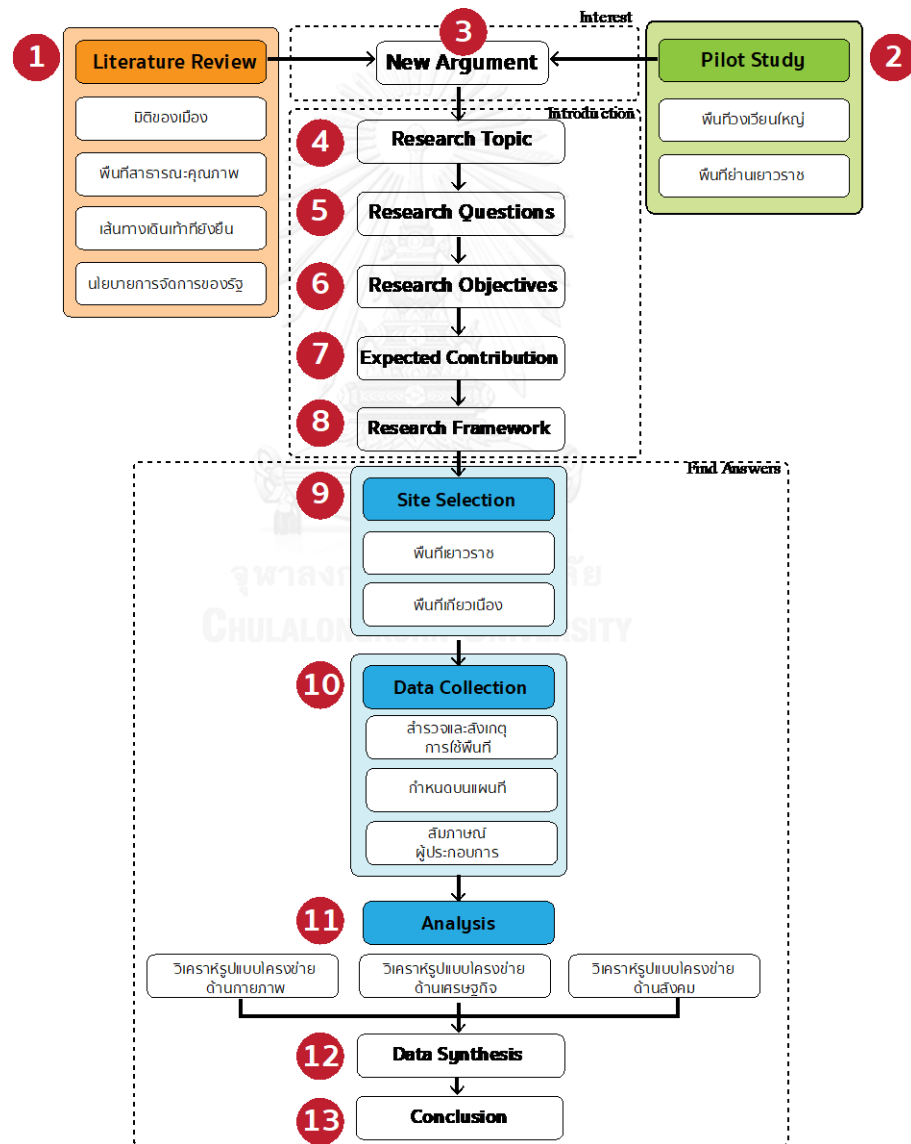 Interest
1
Literature Review
มิติของเมือง
พื้นที่สาธารณะคุณภาพ
เส้นทางเดินเท้าที่ยั่งยืน
นโยบายการจัดการของรัฐ
3
New Argument
2
Pilot Study
พื้นที่วงเวียนใหญ่
พื้นที่ย่านเยาวราช
Introduction
4
Research Topic
5
Research Questions
6
Research Objectives
7
Expected Contribution
8
Research Framework
Find Answers
9
Site Selection
พื้นที่เยาวราช
พื้นที่เกี่ยวเนื่อง
CHULALONGKORN UNIVERSITY
10
Data Collection
สำรวจและสังเกตุ
การใช้พื้นที่
กำหนดบนแผนที่
สัมภาษณ์
ผู้ประกอบการ
11
Analysis
วิเคราห์รูปแบบโครงข่าย
ด้านกายภาพ
วิเคราห์รูปแบบโครงข่าย
ด้านเศรษฐกิจ
วิเคราห์รูปแบบโครงข่าย
ด้านสังคม
12
Data Synthesis
13
Conclusion